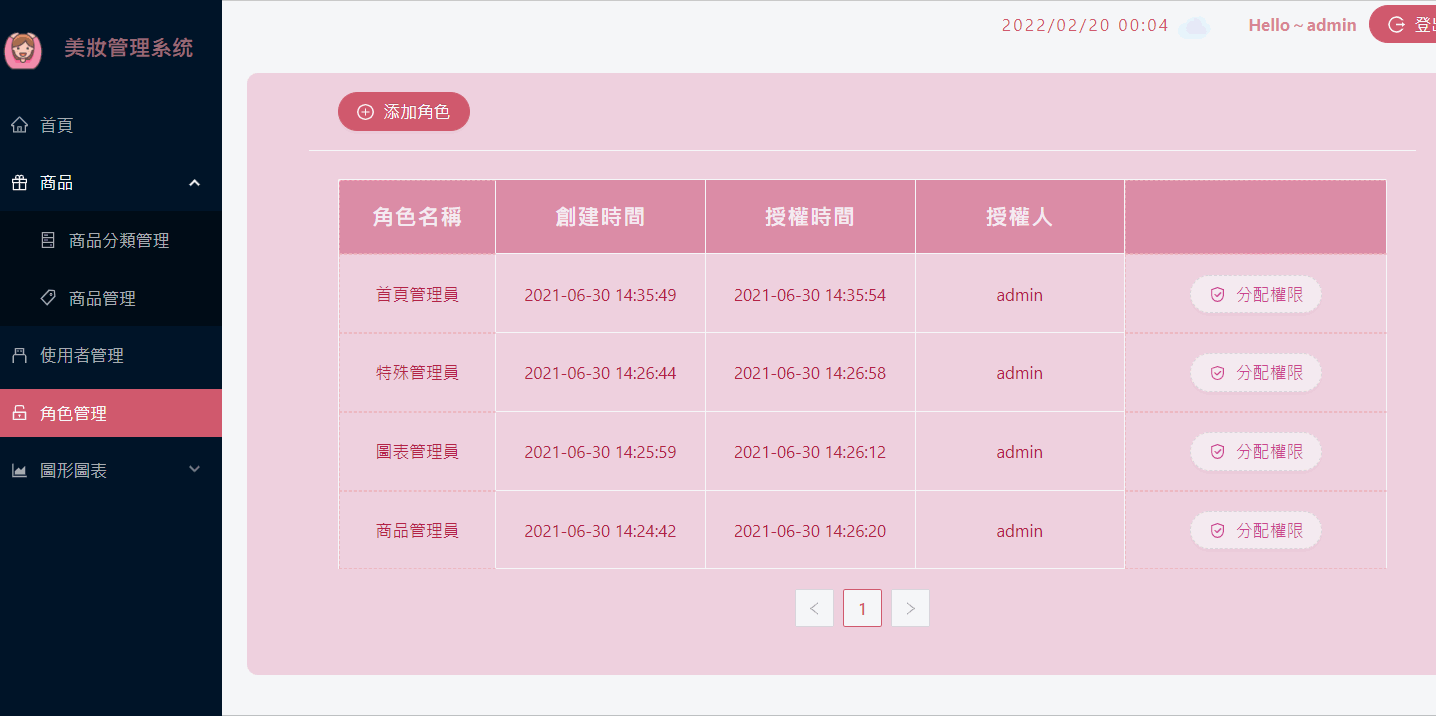 美妝管理系统
2022/02/20 00:04
Hello ~ admin
登出
首頁
商品
商品分類管理
商品管理
使用者管理
角色管理
圖形圖表
添加角色
角色名稱 創建時間 授權時間 授權人
首頁管理員 2021-06-30 14:35:49 2021-06-30 14:35:54 admin 分配權限
特殊管理員 2021-06-30 14:26:44 2021-06-30 14:26:58 admin 分配權限
圖表管理員 2021-06-30 14:25:59 2021-06-30 14:26:12 admin 分配權限
商品管理員 2021-06-30 14:24:42 2021-06-30 14:26:20 admin 分配權限
< 1 >